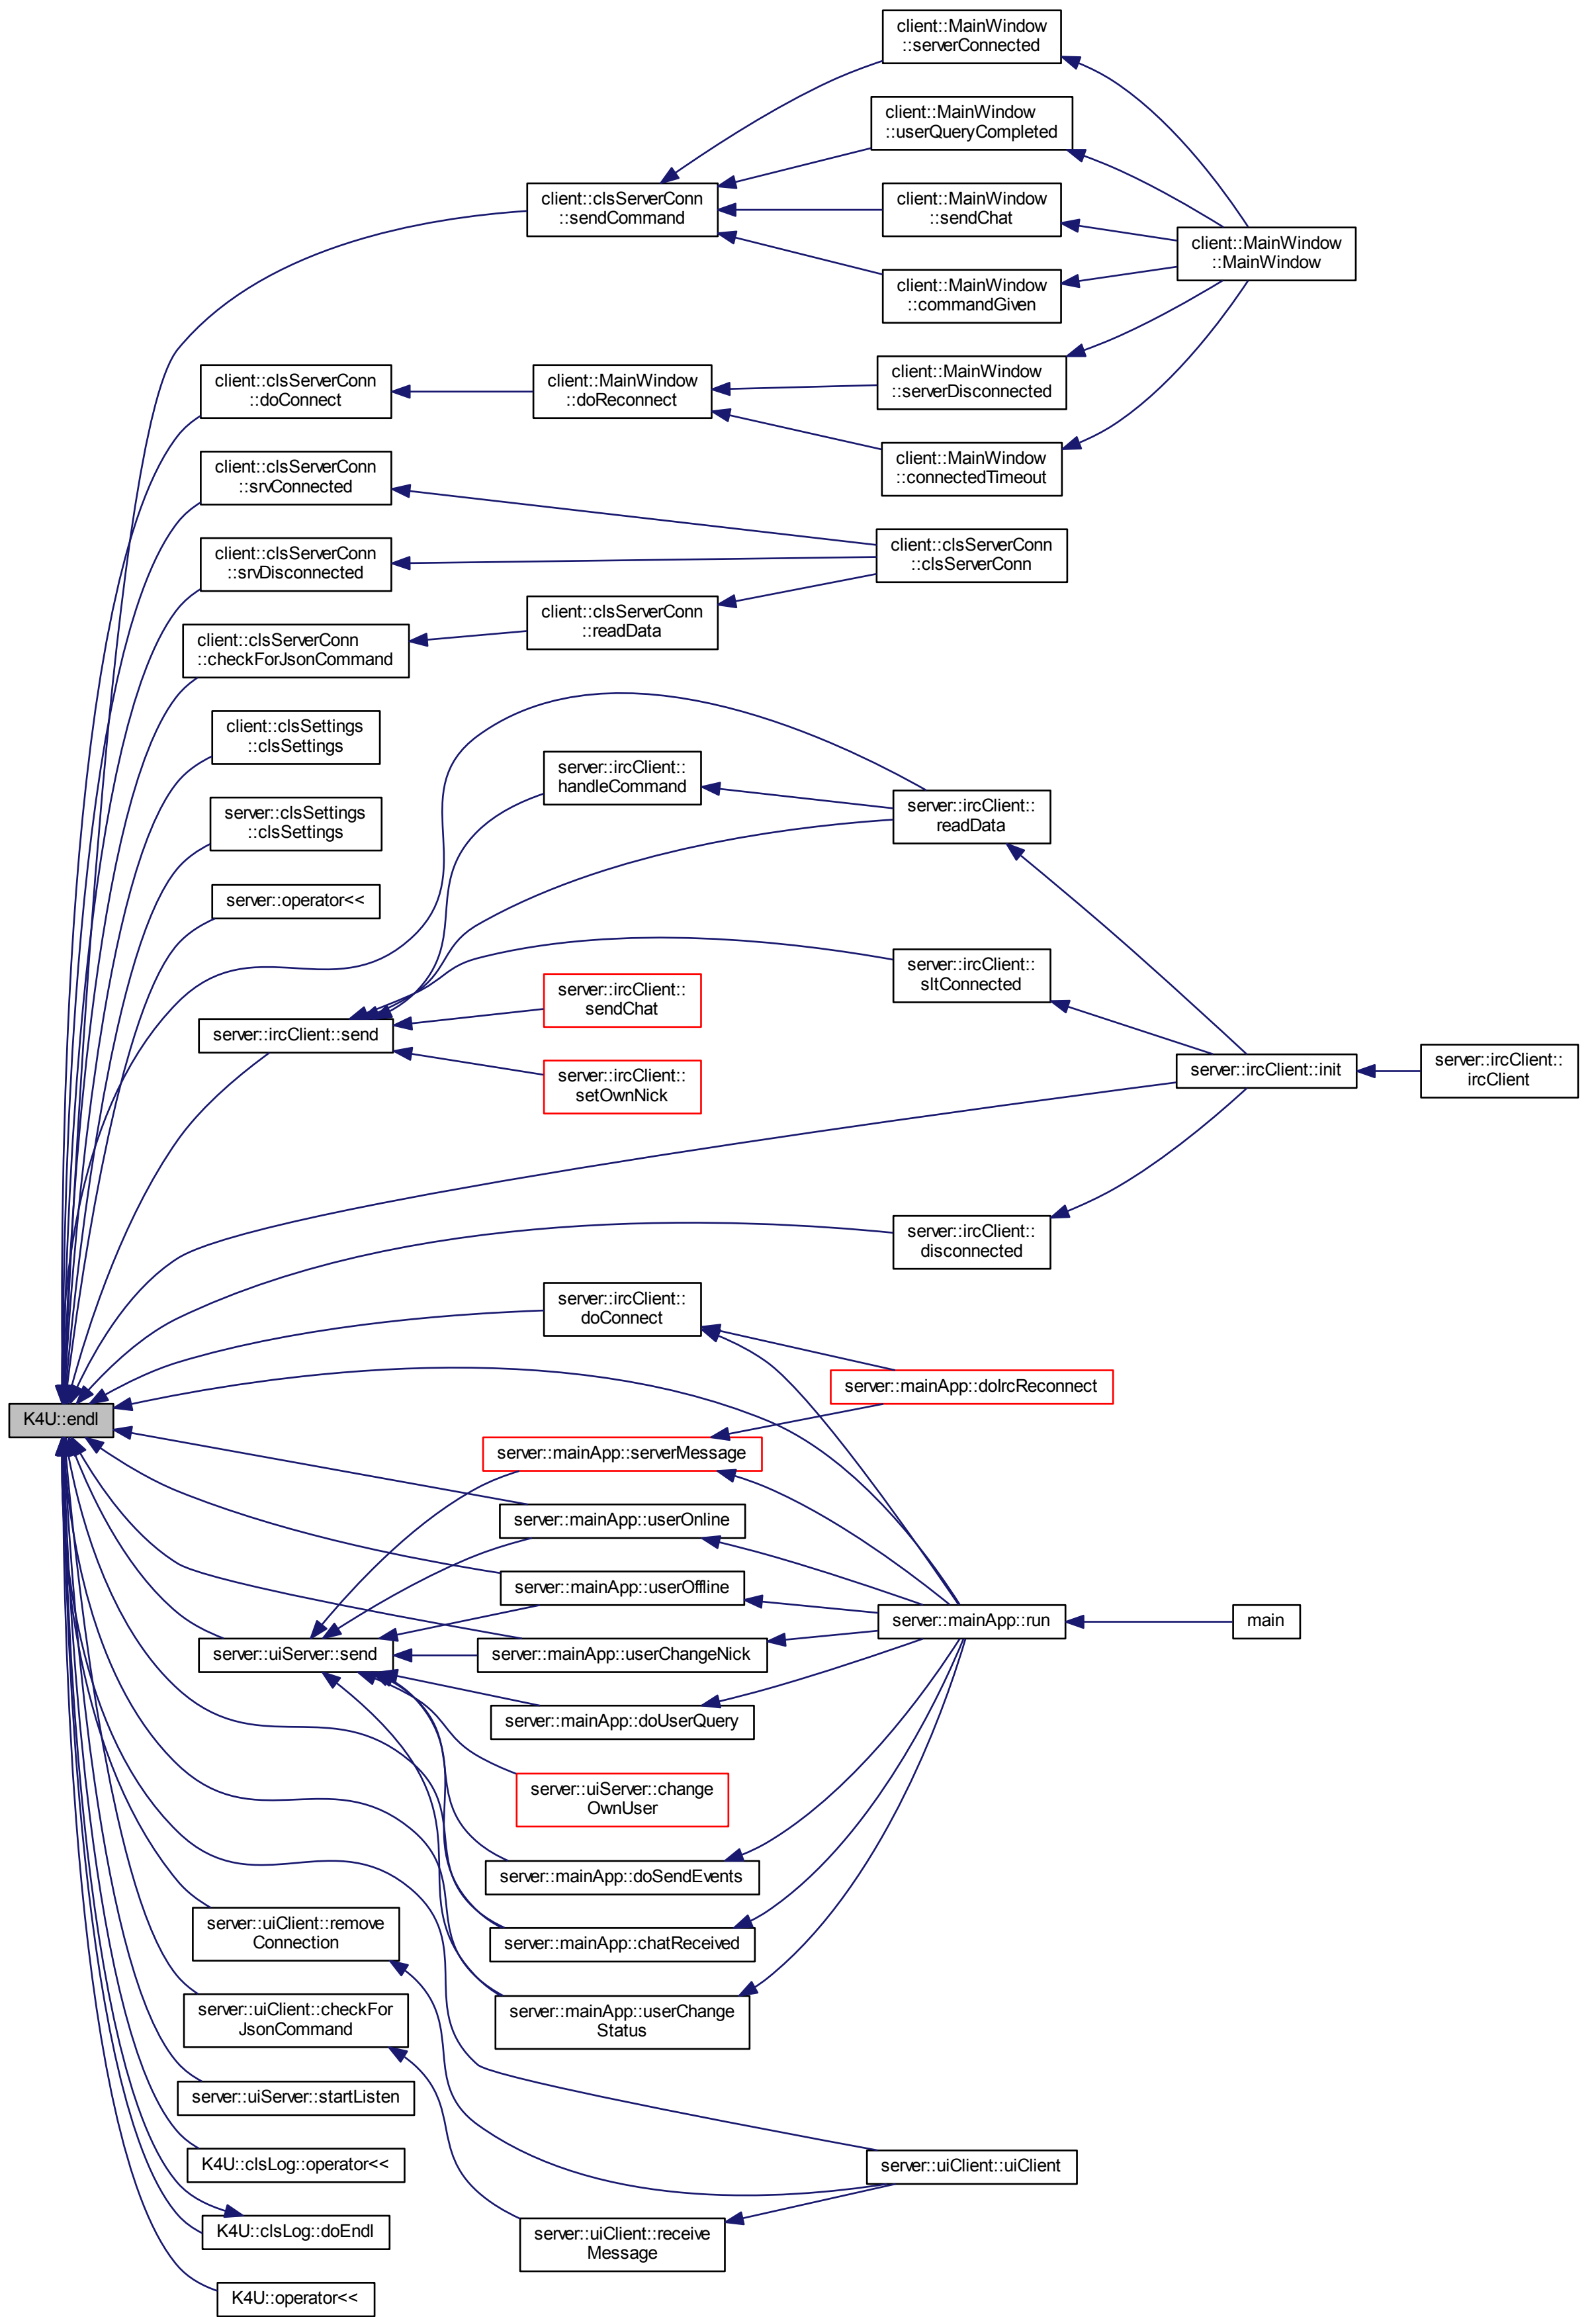 client::MainWindow
::serverConnected
client::MainWindow
::userQueryCompleted
client::clsServerConn
::sendCommand
client::MainWindow
::sendChat
client::MainWindow
::MainWindow
client::MainWindow
::commandGiven
client::clsServerConn
::doConnect
client::MainWindow
::doReconnect
client::MainWindow
::serverDisconnected
client::MainWindow
::connectedTimeout
client::clsServerConn
::srvConnected
client::clsServerConn
::srvDisconnected
client::clsServerConn
::clsServerConn
client::clsServerConn
::readData
client::clsServerConn
::checkForJsonCommand
client::clsSettings
::clsSettings
server::clsSettings
::clsSettings
server::operator<<
server::ircClient::
handleCommand
server::ircClient::
readData
server::ircClient::
sltConnected
server::ircClient::send
server::ircClient::
sendChat
server::ircClient::
setOwnNick
server::ircClient::init
server::ircClient::
ircClient
server::ircClient::
disconnected
server::ircClient::
doConnect
server::mainApp::doIrcReconnect
K4U::endl
server::mainApp::serverMessage
server::mainApp::userOnline
server::mainApp::userOffline
server::mainApp::run
main
server::uiServer::send
server::mainApp::userChangeNick
server::mainApp::doUserQuery
server::uiServer::change
OwnUser
server::mainApp::doSendEvents
server::uiClient::remove
Connection
server::mainApp::chatReceived
server::uiClient::checkFor
JsonCommand
server::mainApp::userChange
Status
server::uiServer::startListen
K4U::clsLog::operator<<
server::uiClient::uiClient
K4U::clsLog::doEndl
server::uiClient::receive
Message
K4U::operator<<